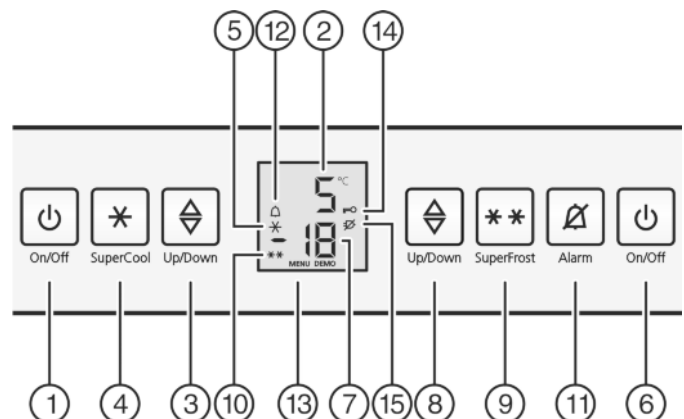 5 12 2 14
5 °C
-18
MENU DEMO
On/Off SuperCool Up/Down Up/Down SuperFrost Alarm On/Off
1 4 3 10 13 7 15 8 9 11 6